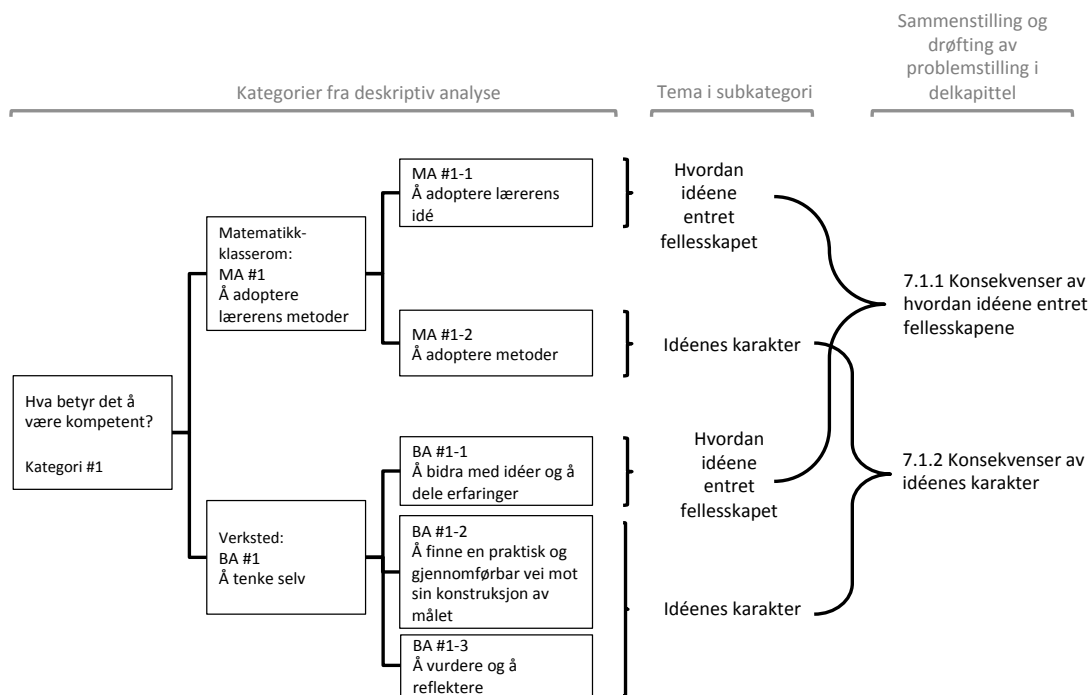 Sammenstilling og
drøfting av
problemstilling i
delkapittel
Kategorier fra deskriptiv analyse
Tema i subkategori
MA #1-1
Å adoptere lærerens
idé
Hvordan
idéene
entret
fellesskapet
Matematikk-
klasserom:
MA #1
Å adoptere
lærerens metoder
7.1.1 Konsekvenser av
hvordan idéene entret
fellesskapene
MA #1-2
Å adoptere metoder
Idéenes karakter
Hva betyr det å
være kompetent?
Kategori #1
BA #1-1
Å bidra med idéer og å
dele erfaringer
Hvordan
idéene
entret
fellesskapet
7.1.2 Konsekvenser av
idéenes karakter
Verksted:
BA #1
Å tenke selv
BA #1-2
Å finne en praktisk og
gjennomførbar vei mot
sin konstruksjon av
målet
Idéenes karakter
BA #1-3
Å vurdere og å
reflektere